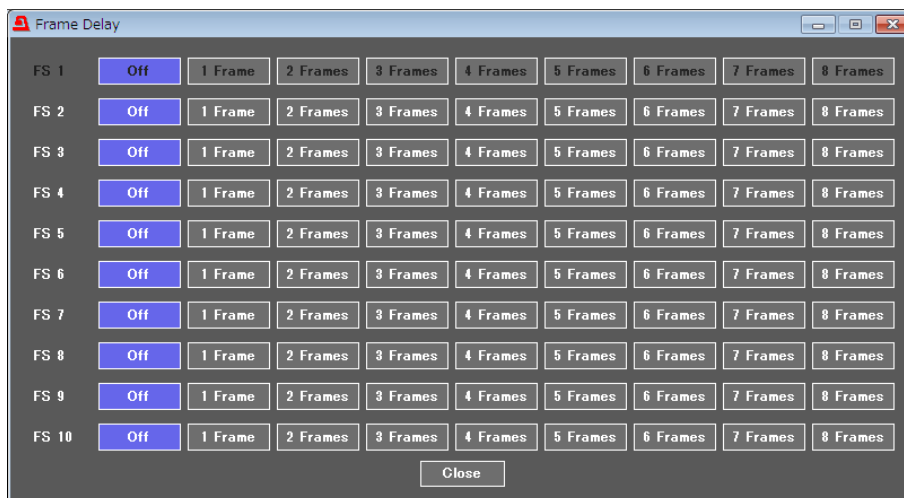 Frame Delay
FS 1 Off 1 Frame 2 Frames 3 Frames 4 Frames 5 Frames 6 Frames 7 Frames 8 Frames
FS 2 Off 1 Frame 2 Frames 3 Frames 4 Frames 5 Frames 6 Frames 7 Frames 8 Frames
FS 3 Off 1 Frame 2 Frames 3 Frames 4 Frames 5 Frames 6 Frames 7 Frames 8 Frames
FS 4 Off 1 Frame 2 Frames 3 Frames 4 Frames 5 Frames 6 Frames 7 Frames 8 Frames
FS 5 Off 1 Frame 2 Frames 3 Frames 4 Frames 5 Frames 6 Frames 7 Frames 8 Frames
FS 6 Off 1 Frame 2 Frames 3 Frames 4 Frames 5 Frames 6 Frames 7 Frames 8 Frames
FS 7 Off 1 Frame 2 Frames 3 Frames 4 Frames 5 Frames 6 Frames 7 Frames 8 Frames
FS 8 Off 1 Frame 2 Frames 3 Frames 4 Frames 5 Frames 6 Frames 7 Frames 8 Frames
FS 9 Off 1 Frame 2 Frames 3 Frames 4 Frames 5 Frames 6 Frames 7 Frames 8 Frames
FS 10 Off 1 Frame 2 Frames 3 Frames 4 Frames 5 Frames 6 Frames 7 Frames 8 Frames
Close